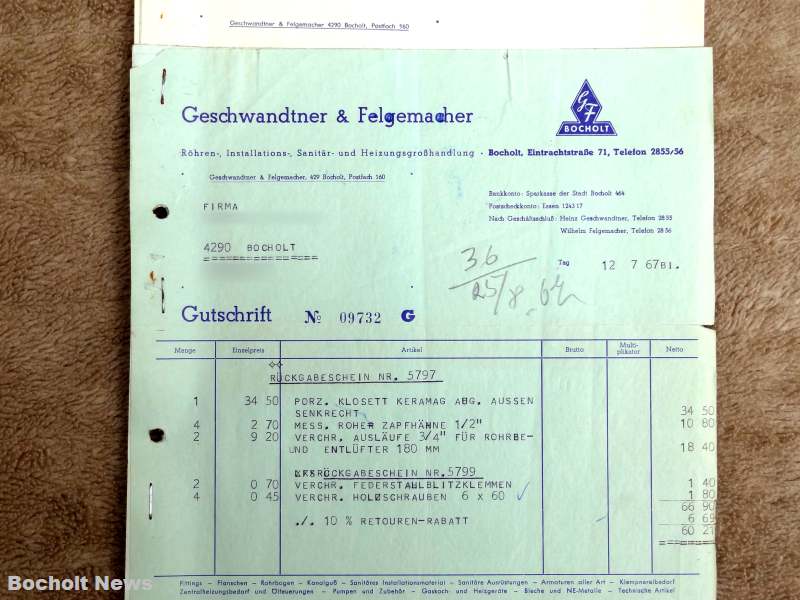 Geschwandtner & Felgemacher 4290 Bocholt, Postfach 160
Geschwandtner & Felgemacher
GF
BOCHOLT
Röhren-, Installations-, Sanitär- und Heizungsgroßhandlung · Bocholt, Eintrachtstraße 71, Telefon 2855/56
Geschwandtner & Felgemacher, 429 Bocholt, Postfach 160
Bankkonto: Sparkasse der Stadt Bocholt 464
Postscheckkonto: Essen 1243 17
Nach Geschäftsschluß: Heinz Geschwandtner, Telefon 28 55
Wilhelm Felgemacher, Telefon 28 56
FIRMA
4290 BOCHOLT
36
25/8.
Tag 12 7 67BI.
Gutschrift № 09732 G
Menge Einzelpreis Artikel Brutto Multi-plikator Netto
RÜCKGABESCHEIN NR. 5797
1 34 50 PORZ. KLOSETT KERAMAG ABG. AUSSEN
SENKRECHT 34 50
4 2 70 MESS. ROHER ZAPFHÄHNE 1/2" 10 80
2 9 20 VERCHR. AUSLÄUFE 3/4" FÜR ROHRBE-
UND ENTLÜFTER 180 MM 18 40
RÜCKGABESCHEIN NR.5799
2 0 70 VERCHR. FEDERSTAHLBLITZKLEMMEN 1 40
4 0 45 VERCHR. HOLZSCHRAUBEN 6 x 60 1 80
66 90
./. 10 % RETOUREN-RABATT 6 69
60 21
Fittings – Flanschen – Rohrbogen – Kanalguß – Sanitäres Installationsmaterial – Sanitäre Ausrüstungen – Armaturen aller Art – Klempnereibedarf
Zentralheizungsbedarf und Ölfeuerungen – Pumpen und Zubehör – Gaskoch- und Heizgeräte – Bleche und NE-Metalle – Technische Artikel
Bocholt News